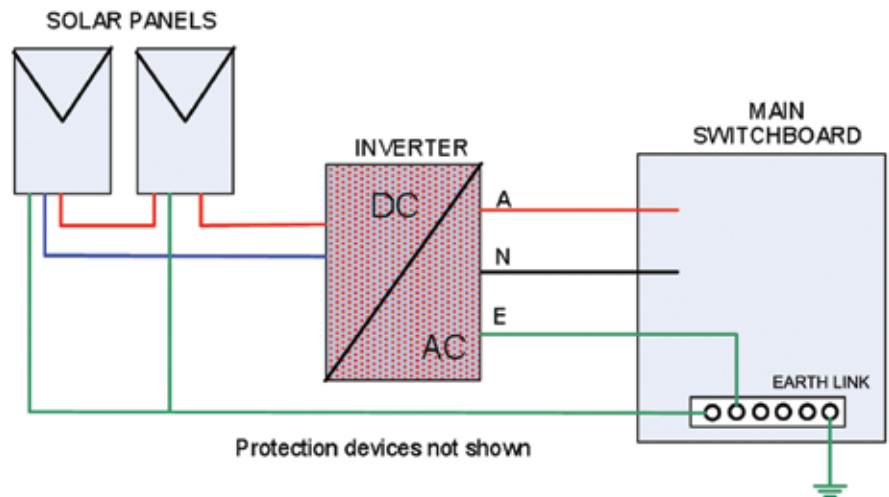 SOLAR PANELS
INVERTER
DC
AC
A
N
E
MAIN
SWITCHBOARD
EARTH LINK
Protection devices not shown